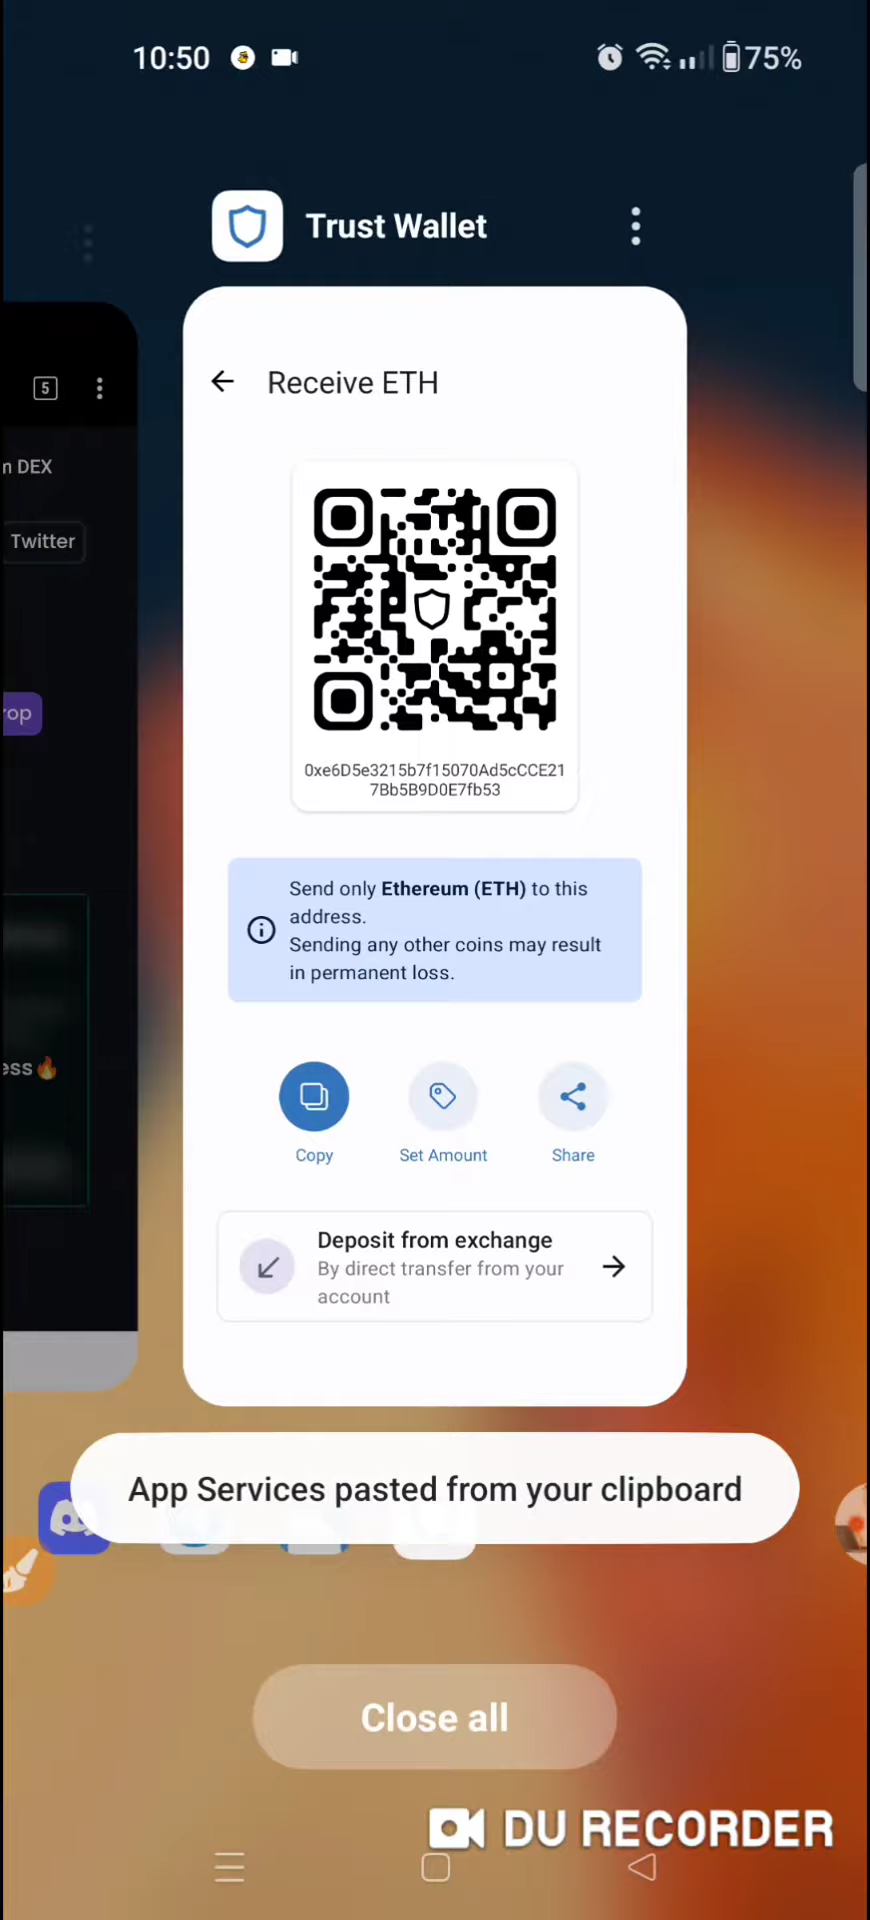 10:50
75%
Trust Wallet
5
Receive ETH
n DEX
Twitter
rop
0xe6D5e3215b7f15070Ad5cCCE21
7Bb5B9D0E7fb53
Send only Ethereum (ETH) to this
address.
Sending any other coins may result
in permanent loss.
ess🔥
Copy
Set Amount
Share
Deposit from exchange
By direct transfer from your
account
App Services pasted from your clipboard
Close all
DU RECORDER